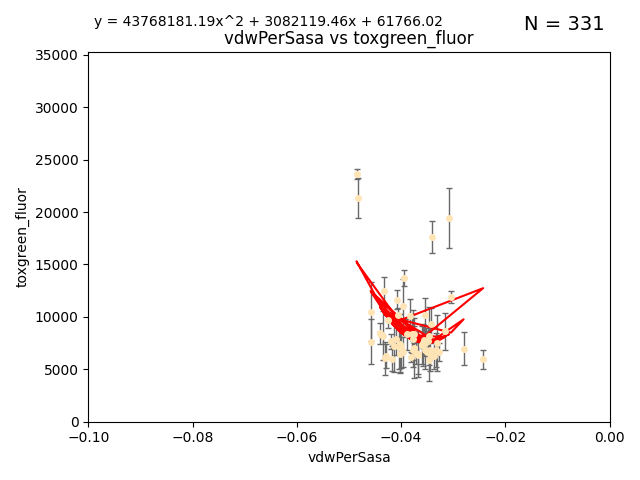 y = 43768181.19x^2 + 3082119.46x + 61766.02
N = 331
vdwPerSasa vs toxgreen_fluor
35000
30000
25000
20000
15000
10000
5000
0
toxgreen_fluor
−0.10 −0.08 −0.06 −0.04 −0.02 0.00
vdwPerSasa